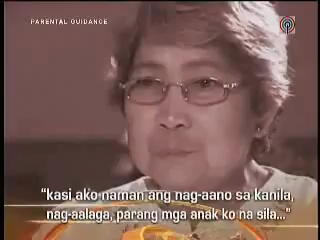 PARENTAL GUIDANCE
“kasi ako naman ang nag-aano sa kanila,
nag-aalaga, parang mga anak ko na sila...”